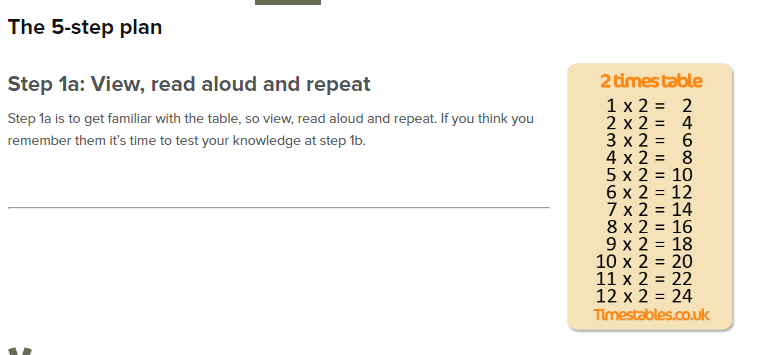 The 5-step plan
Step 1a: View, read aloud and repeat
Step 1a is to get familiar with the table, so view, read aloud and repeat. If you think you
remember them it's time to test your knowledge at step 1b.
2 times table
1 x 2 = 2
2 x 2 = 4
3 x 2 = 6
4 x 2 = 8
5 x 2 = 10
6 x 2 = 12
7 x 2 = 14
8 x 2 = 16
9 x 2 = 18
10 x 2 = 20
11 x 2 = 22
12 x 2 = 24
Timestables.co.uk